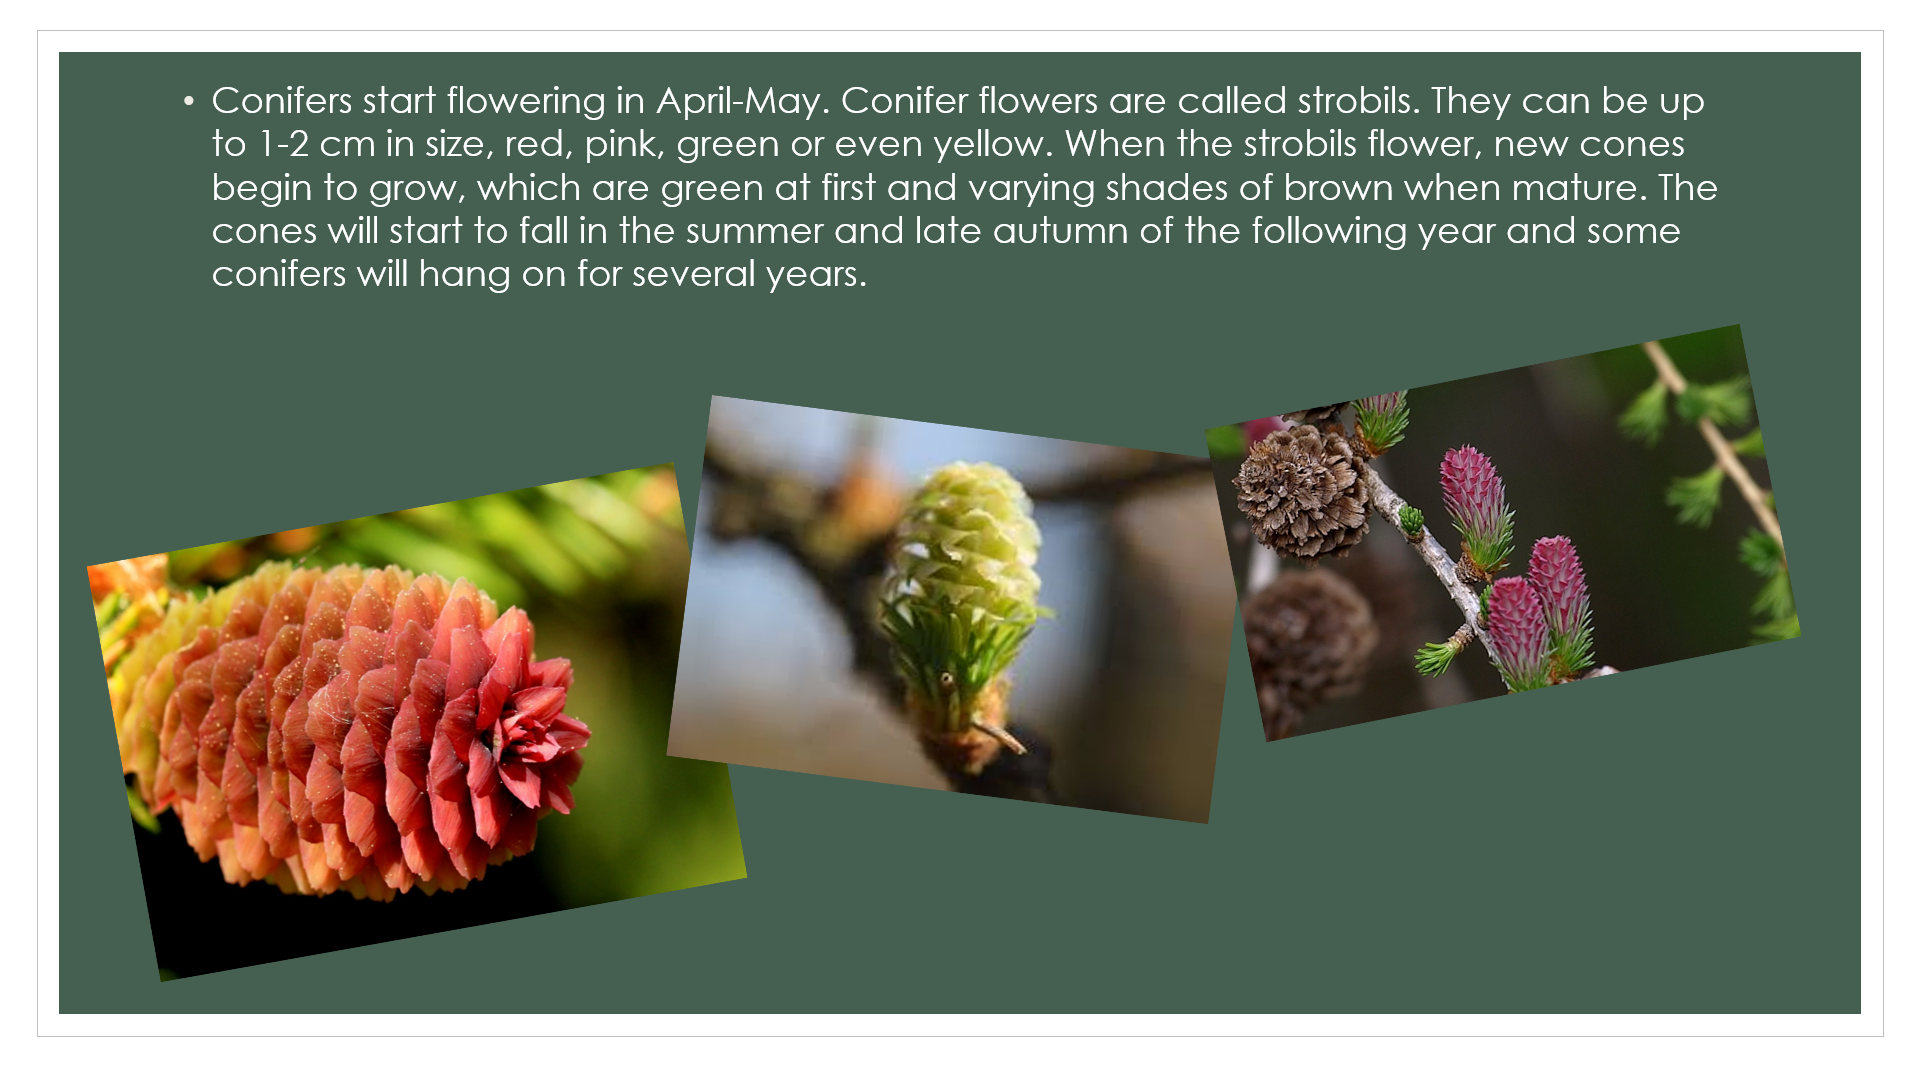 • Conifers start flowering in April-May. Conifer flowers are called strobils. They can be up
to 1-2 cm in size, red, pink, green or even yellow. When the strobils flower, new cones
begin to grow, which are green at first and varying shades of brown when mature. The
cones will start to fall in the summer and late autumn of the following year and some
conifers will hang on for several years.